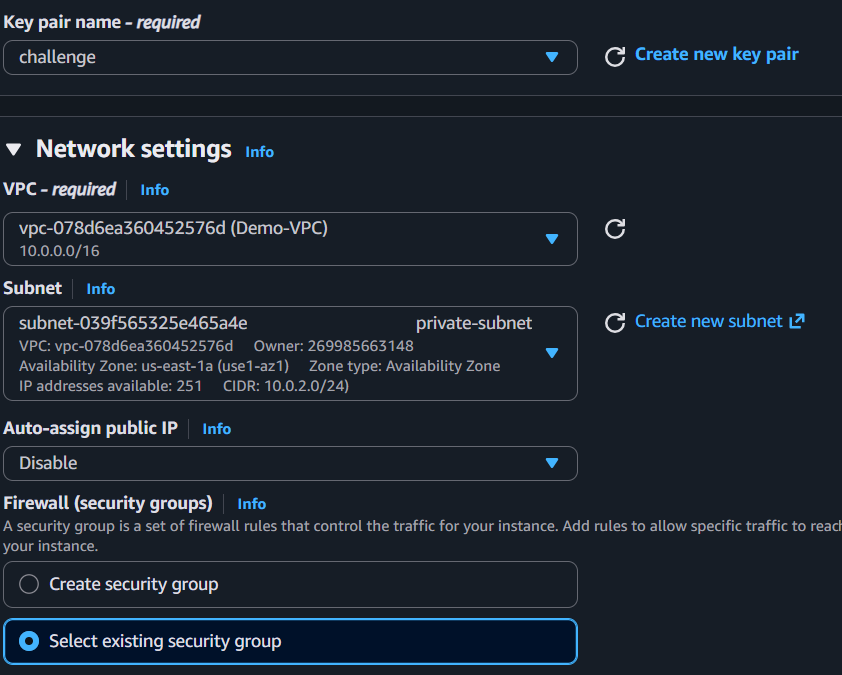 Key pair name - required
challenge
Create new key pair
Network settings Info
VPC - required Info
vpc-078d6ea360452576d (Demo-VPC)
10.0.0.0/16
Subnet Info
subnet-039f565325e465a4e private-subnet
VPC: vpc-078d6ea360452576d Owner: 269985663148
Availability Zone: us-east-1a (use1-az1) Zone type: Availability Zone
IP addresses available: 251 CIDR: 10.0.2.0/24)
Create new subnet
Auto-assign public IP Info
Disable
Firewall (security groups) Info
A security group is a set of firewall rules that control the traffic for your instance. Add rules to allow specific traffic to reach
your instance.
Create security group
Select existing security group